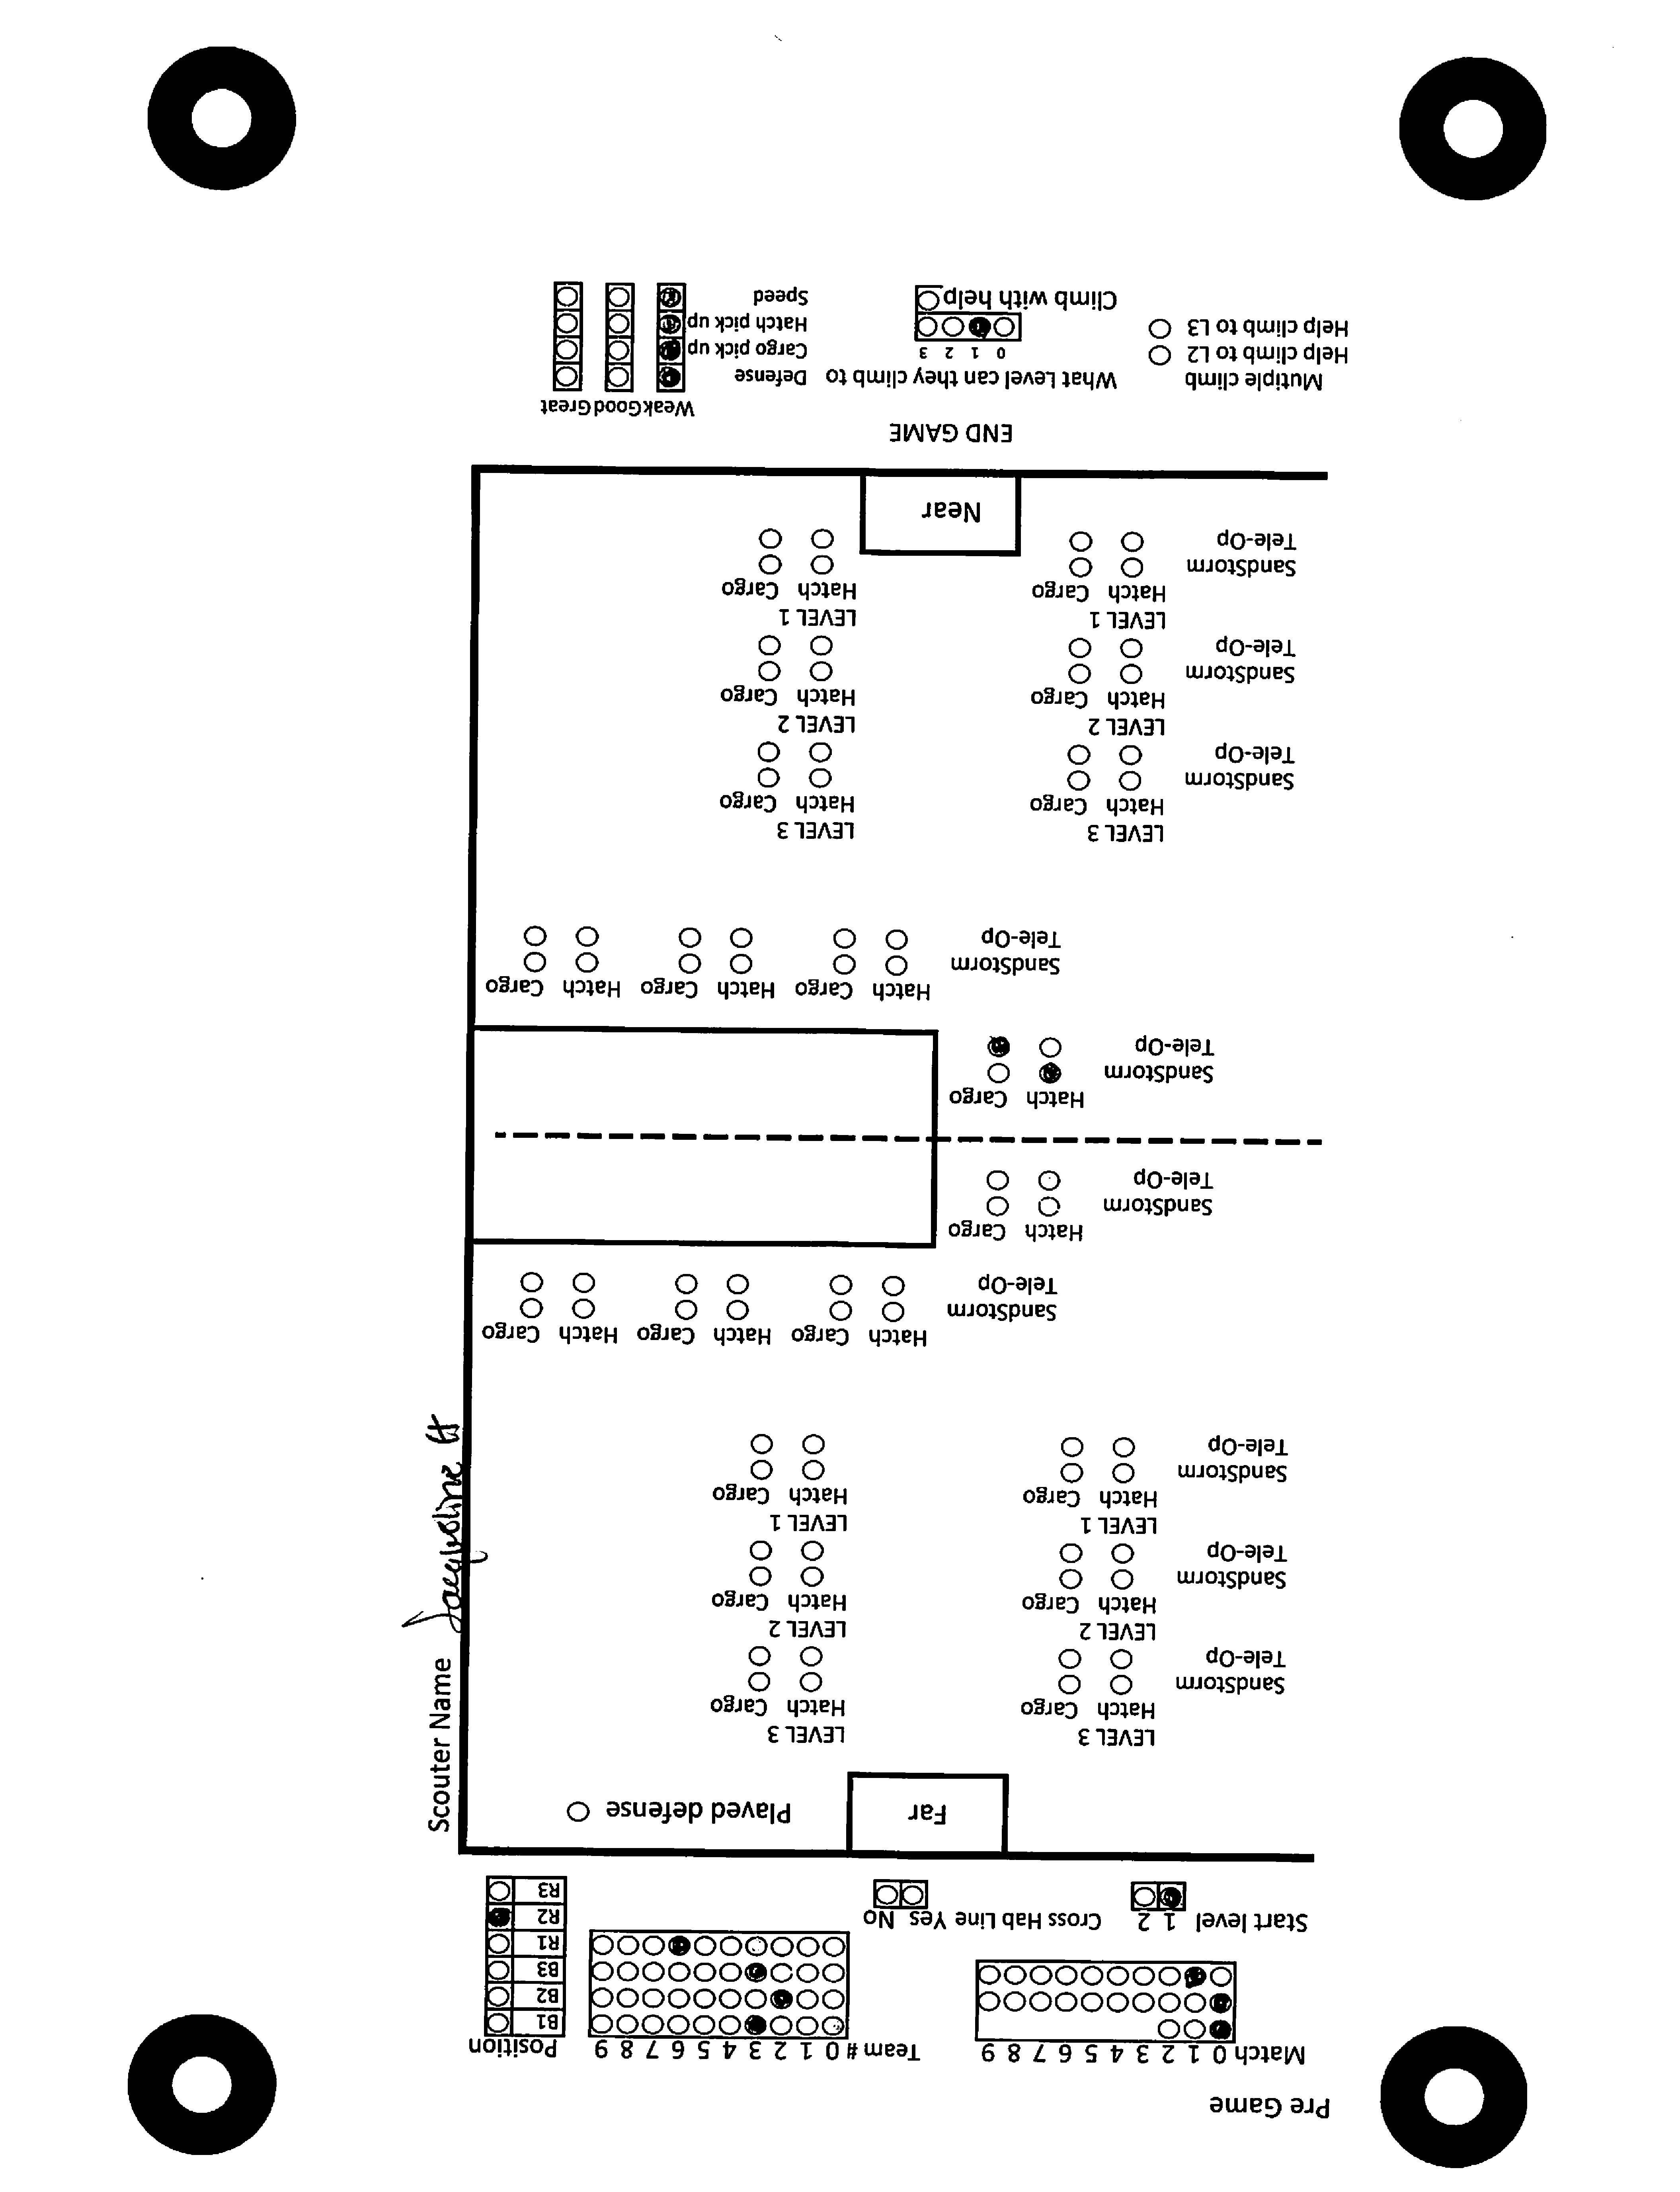 Pre Game
Match 0 1 2 3 4 5 6 7 8 9
Team # 0 1 2 3 4 5 6 7 8 9
Position
B1
B2
B3
R1
R2
R3
Start level 1 2
Cross Hab Line Yes No
Scouter Name
Far
Plaved defense
LEVEL 3
LEVEL 3
Hatch Cargo
Hatch Cargo
SandStorm
Tele-Op
LEVEL 2
LEVEL 2
Hatch Cargo
Hatch Cargo
SandStorm
Tele-Op
LEVEL 1
LEVEL 1
Hatch Cargo
Hatch Cargo
SandStorm
Tele-Op
Hatch Cargo Hatch Cargo Hatch Cargo
SandStorm
Tele-Op
Hatch Cargo
SandStorm
Tele-Op
Hatch Cargo
SandStorm
Tele-Op
Hatch Cargo Hatch Cargo Hatch Cargo
SandStorm
Tele-Op
LEVEL 3
LEVEL 3
Hatch Cargo
Hatch Cargo
SandStorm
Tele-Op
LEVEL 2
LEVEL 2
Hatch Cargo
Hatch Cargo
SandStorm
Tele-Op
LEVEL 1
LEVEL 1
Hatch Cargo
Hatch Cargo
SandStorm
Tele-Op
Near
END GAME
Mutiple climb
Help climb to L2
Help climb to L3
What Level can they climb to
0 1 2 3
Climb with help
Weak Good Great
Defense
Cargo pick up
Hatch pick up
Speed